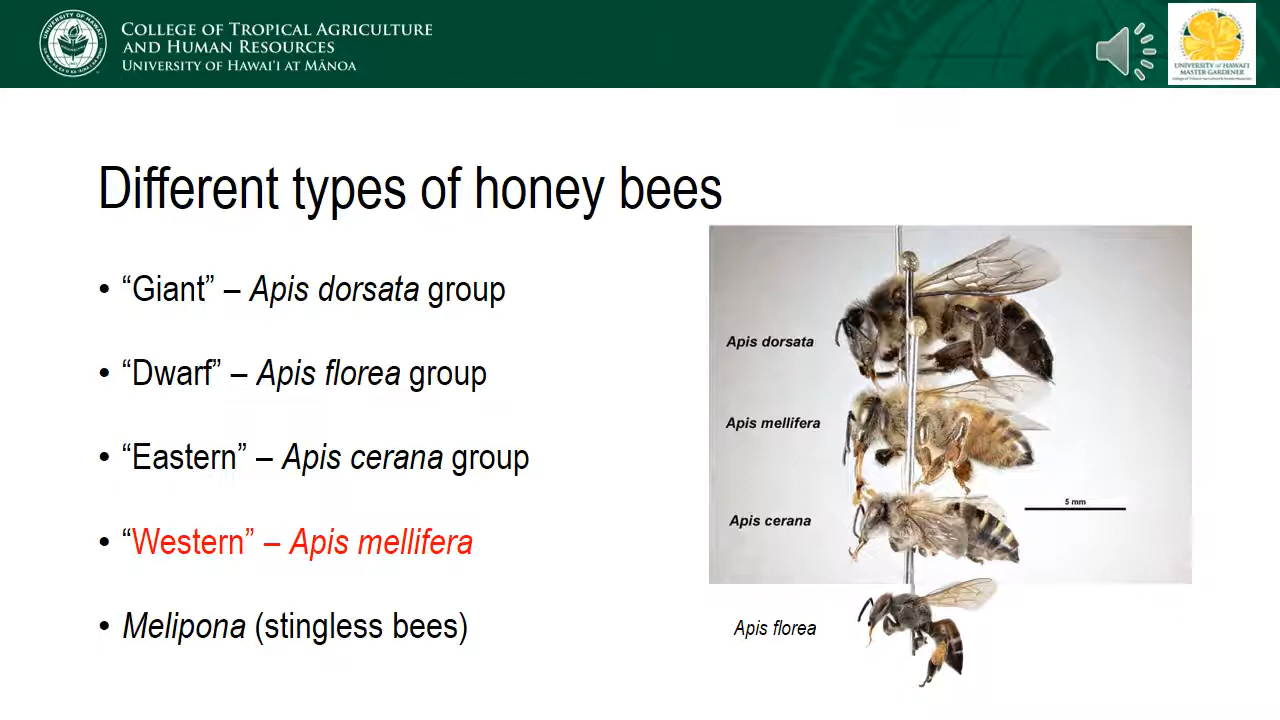 COLLEGE OF TROPICAL AGRICULTURE
AND HUMAN RESOURCES
UNIVERSITY OF HAWAI'I AT MĀNOA
UNIVERSITY OF HAWAI'I
MASTER GARDENER
Different types of honey bees
• “Giant” – Apis dorsata group
• “Dwarf” – Apis florea group
• “Eastern” – Apis cerana group
• “Western” – Apis mellifera
• Melipona (stingless bees)
Apis dorsata
Apis mellifera
5 mm
Apis cerana
Apis florea